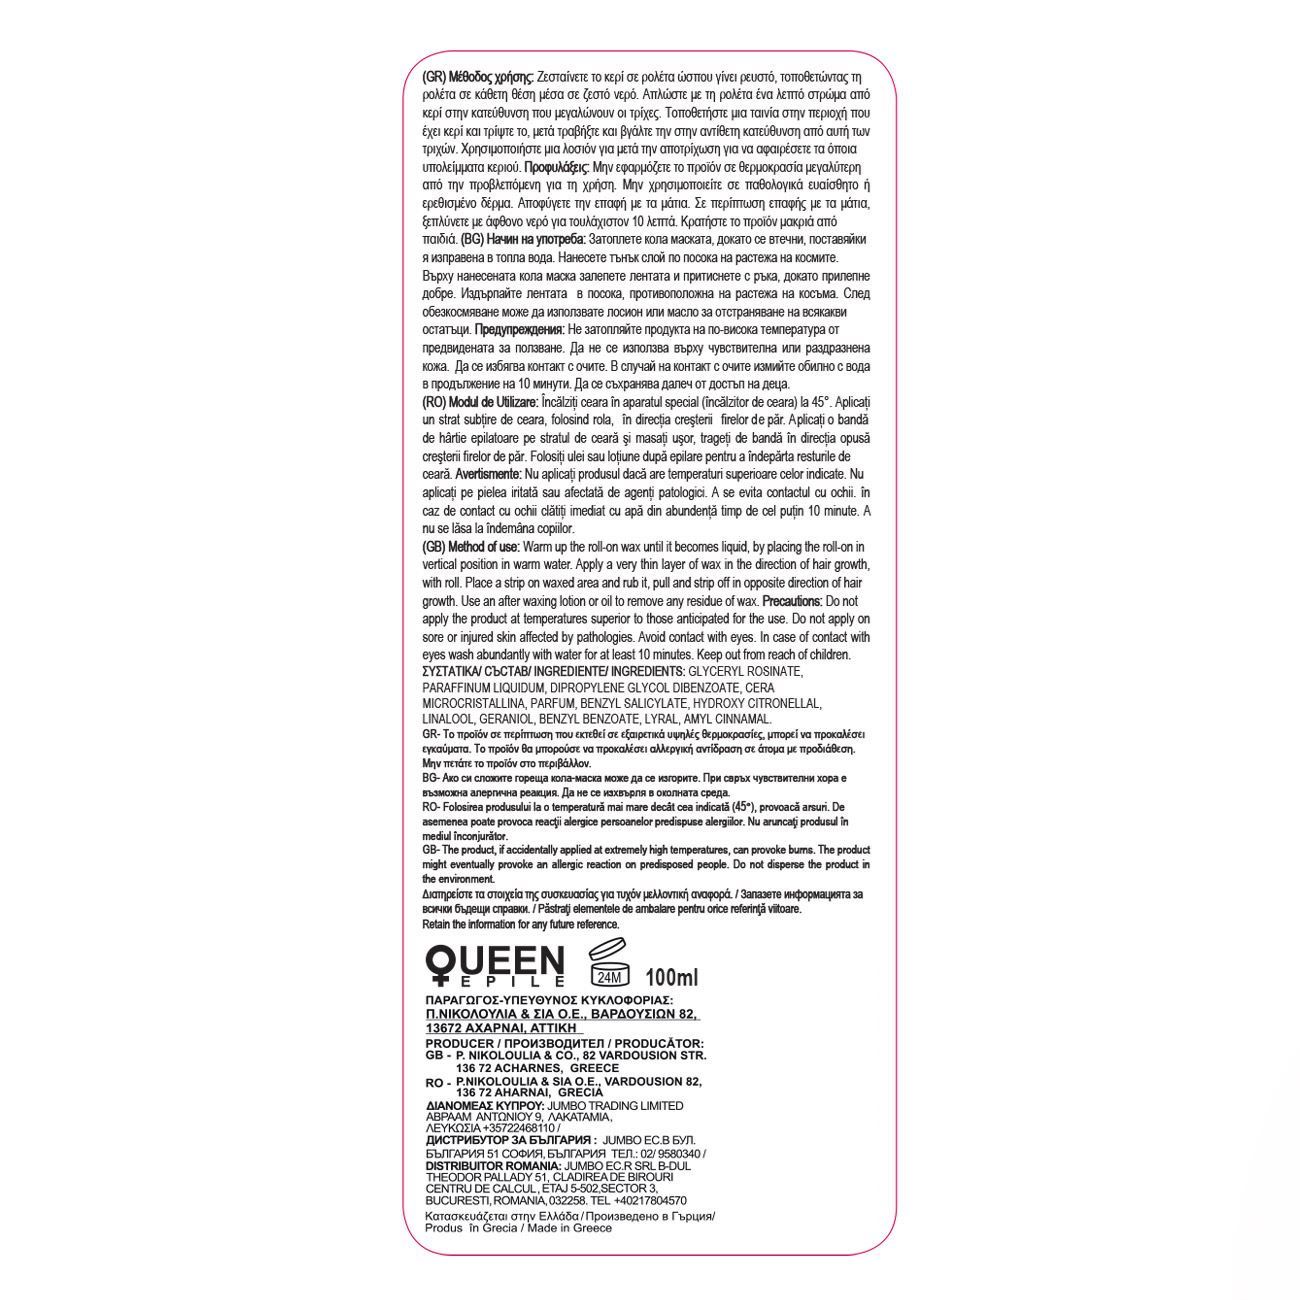 (GR) Μέθοδος χρήσης: Ζεσταίνετε το κερί σε ρολέτα ώσπου γίνει ρευστό, τοποθετώντας τη
ρολέτα σε κάθετη θέση μέσα σε ζεστό νερό. Απλώστε με τη ρολέτα ένα λεπτό στρώμα από
κερί στην κατεύθυνση που μεγαλώνουν οι τρίχες. Τοποθετήστε μια ταινία στην περιοχή που
έχει κερί και τρίψτε το, μετά τραβήξτε και βγάλτε την στην αντίθετη κατεύθυνση από αυτή των
τριχών. Χρησιμοποιήστε μια λοσιόν για μετά την αποτρίχωση για να αφαιρέσετε τα όποια
υπολείμματα κεριού. Προφυλάξεις: Μην εφαρμόζετε το προϊόν σε θερμοκρασία μεγαλύτερη
από την προβλεπόμενη για τη χρήση. Μην χρησιμοποιείτε σε παθολογικά ευαίσθητο ή
ερεθισμένο δέρμα. Αποφύγετε την επαφή με τα μάτια. Σε περίπτωση επαφής με τα μάτια,
ξεπλύνετε με άφθονο νερό για τουλάχιστον 10 λεπτά. Κρατήστε το προϊόν μακριά από
παιδιά. (BG) Начин на употреба: Затоплете кола маската, докато се втечни, поставяйки
я изправена в топла вода. Нанесете тънък слой по посока на растежа на космите.
Върху нанесената кола маска залепете лентата и притиснете с ръка, докато прилепне
добре. Издърпайте лентата в посока, противоположна на растежа на косъма. След
обезкосмяване може да използвате лосион или масло за отстраняване на всякакви
остатъци. Предупреждения: Не затопляйте продукта на по-висока температура от
предвидената за ползване. Да не се използва върху чувствителна или раздразнена
кожа. Да се избягва контакт с очите. В случай на контакт с очите измийте обилно с вода
в продължение на 10 минути. Да се съхранява далеч от достъп на деца.
(RO) Modul de Utilizare: Încălziți ceara în aparatul special (încălzitor de ceara) la 45°. Aplicați
un strat subțire de ceara, folosind rola, în direcția creşterii firelor de păr. Aplicați o bandă
de hârtie epilatoare pe stratul de ceară şi masați uşor, trageți de bandă în direcția opusă
creşterii firelor de păr. Folosiți ulei sau loțiune după epilare pentru a îndepărta resturile de
ceară. Avertismente: Nu aplicați produsul dacă are temperaturi superioare celor indicate. Nu
aplicați pe pielea iritată sau afectată de agenți patologici. A se evita contactul cu ochii. în
caz de contact cu ochii clătiți imediat cu apă din abundență timp de cel puțin 10 minute. A
nu se lăsa la îndemâna copiilor.
(GB) Method of use: Warm up the roll-on wax until it becomes liquid, by placing the roll-on in
vertical position in warm water. Apply a very thin layer of wax in the direction of hair growth,
with roll. Place a strip on waxed area and rub it, pull and strip off in opposite direction of hair
growth. Use an after waxing lotion or oil to remove any residue of wax. Precautions: Do not
apply the product at temperatures superior to those anticipated for the use. Do not apply on
sore or injured skin affected by pathologies. Avoid contact with eyes. In case of contact with
eyes wash abundantly with water for at least 10 minutes. Keep out from reach of children.
ΣΥΣΤΑΤΙΚΑ/ СЪСТАВ/ INGREDIENTE/ INGREDIENTS: GLYCERYL ROSINATE,
PARAFFINUM LIQUIDUM, DIPROPYLENE GLYCOL DIBENZOATE, CERA
MICROCRISTALLINA, PARFUM, BENZYL SALICYLATE, HYDROXY CITRONELLAL,
LINALOOL, GERANIOL, BENZYL BENZOATE, LYRAL, AMYL CINNAMAL.
GR- Το προϊόν σε περίπτωση που εκτεθεί σε εξαιρετικά υψηλές θερμοκρασίες, μπορεί να προκαλέσει
εγκαύματα. Το προϊόν θα μπορούσε να προκαλέσει αλλεργική αντίδραση σε άτομα με προδιάθεση.
Μην πετάτε το προϊόν στο περιβάλλον.
BG- Ако си сложите гореща кола-маска може да се изгорите. При свръх чувствителни хора е
възможна алергична реакция. Да не се изхвърля в околната среда.
RO- Folosirea produsului la o temperatură mai mare decât cea indicată (45°), provoacă arsuri. De
asemenea poate provoca reacţii alergice persoanelor predispuse alergiilor. Nu aruncaţi produsul în
mediul înconjurător.
GB- The product, if accidentally applied at extremely high temperatures, can provoke burns. The product
might eventually provoke an allergic reaction on predisposed people. Do not disperse the product in
the environment.
Διατηρείστε τα στοιχεία της συσκευασίας για τυχόν μελλοντική αναφορά. / Запазете информацията за
всички бъдещи справки. / Păstraţi elementele de ambalare pentru orice referinţă viitoare.
Retain the information for any future reference.
QUEEN
EPILE
24M
100ml
ΠΑΡΑΓΩΓΟΣ-ΥΠΕΥΘΥΝΟΣ ΚΥΚΛΟΦΟΡΙΑΣ:
Π.ΝΙΚΟΛΟΥΛΙΑ & ΣΙΑ Ο.Ε., ΒΑΡΔΟΥΣΙΩΝ 82,
13672 ΑΧΑΡΝΑΙ, ΑΤΤΙΚΗ
PRODUCER / ПРОИЗВОДИТЕЛ / PRODUCĂTOR:
GB - P. NIKOLOULIA & CO., 82 VARDOUSION STR.
136 72 ACHARNES, GREECE
RO - P.NIKOLOULIA & SIA O.E., VARDOUSION 82,
136 72 AHARNAI, GRECIA
ΔΙΑΝΟΜΕΑΣ ΚΥΠΡΟΥ: JUMBO TRADING LIMITED
ΑΒΡΑΑΜ ΑΝΤΩΝΙΟΥ 9, ΛΑΚΑΤΑΜΙΑ,
ΛΕΥΚΩΣΙΑ +35722468110 /
ДИСТРИБУТОР ЗА БЪЛГАРИЯ : JUMBO EC.B БУЛ.
БЪЛГАРИЯ 51 СОФИЯ, БЪЛГАРИЯ ТЕЛ.: 02/ 9580340 /
DISTRIBUITOR ROMANIA: JUMBO EC.R SRL B-DUL
THEODOR PALLADY 51, CLADIREA DE BIROURI
CENTRU DE CALCUL, ETAJ 5-502,SECTOR 3,
BUCURESTI, ROMANIA, 032258. TEL +40217804570
Κατασκευάζεται στην Ελλάδα / Произведено в Гърция/
Produs în Grecia / Made in Greece